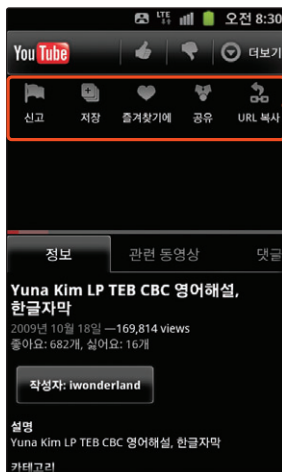 LTE 오전 8:30
You Tube 더보기
신고 저장 즐겨찾기에 공유 URL 복사
정보 관련 동영상 댓글
Yuna Kim LP TEB CBC 영어해설,
한글자막
2009년 10월 18일 —169,814 views
좋아요: 682개, 싫어요: 16개
작성자: iwonderland
설명
Yuna Kim LP TEB CBC 영어해설, 한글자막
카테고리